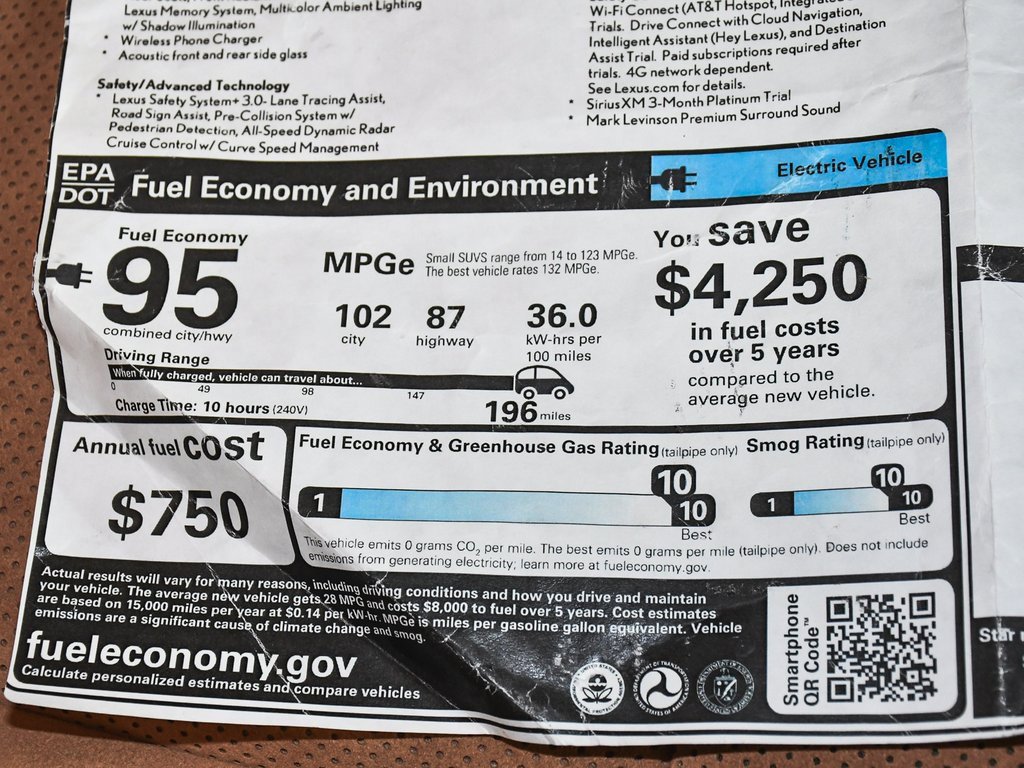 Lexus Memory System, Multicolor Ambient Lighting
w/ Shadow Illumination
* Wireless Phone Charger
* Acoustic front and rear side glass
Safety/Advanced Technology
* Lexus Safety System+ 3.0- Lane Tracing Assist,
Road Sign Assist, Pre-Collision System w/
Pedestrian Detection, All-Speed Dynamic Radar
Cruise Control w/ Curve Speed Management
Wi-Fi Connect (AT&T Hotspot, Integrated
Trials. Drive Connect with Cloud Navigation,
Intelligent Assistant (Hey Lexus), and Destination
Assist Trial. Paid subscriptions required after
trials. 4G network dependent.
See Lexus.com for details.
* SiriusXM 3-Month Platinum Trial
* Mark Levinson Premium Surround Sound
EPA
DOT
Fuel Economy and Environment
Electric Vehicle
Fuel Economy
95
combined city/hwy
MPGe
Small SUVS range from 14 to 123 MPGe.
The best vehicle rates 132 MPGe.
102
city
87
highway
36.0
kW-hrs per
100 miles
You save
$4,250
in fuel costs
over 5 years
compared to the
average new vehicle.
Driving Range
When fully charged, vehicle can travel about...
0 49 98 147
196 miles
Charge Time: 10 hours (240V)
Annual fuel COST
$750
Fuel Economy & Greenhouse Gas Rating (tailpipe only)
1 10 10
Best
Smog Rating (tailpipe only)
1 10 10
Best
This vehicle emits 0 grams CO₂ per mile. The best emits 0 grams per mile (tailpipe only). Does not include
emissions from generating electricity; learn more at fueleconomy.gov.
Actual results will vary for many reasons, including driving conditions and how you drive and maintain
your vehicle. The average new vehicle gets 28 MPG and costs $8,000 to fuel over 5 years. Cost estimates
are based on 15,000 miles per year at $0.14 per kW-hr. MPGe is miles per gasoline gallon equivalent. Vehicle
emissions are a significant cause of climate change and smog.
fueleconomy.gov
Calculate personalized estimates and compare vehicles
Smartphone
QR Code™
Star